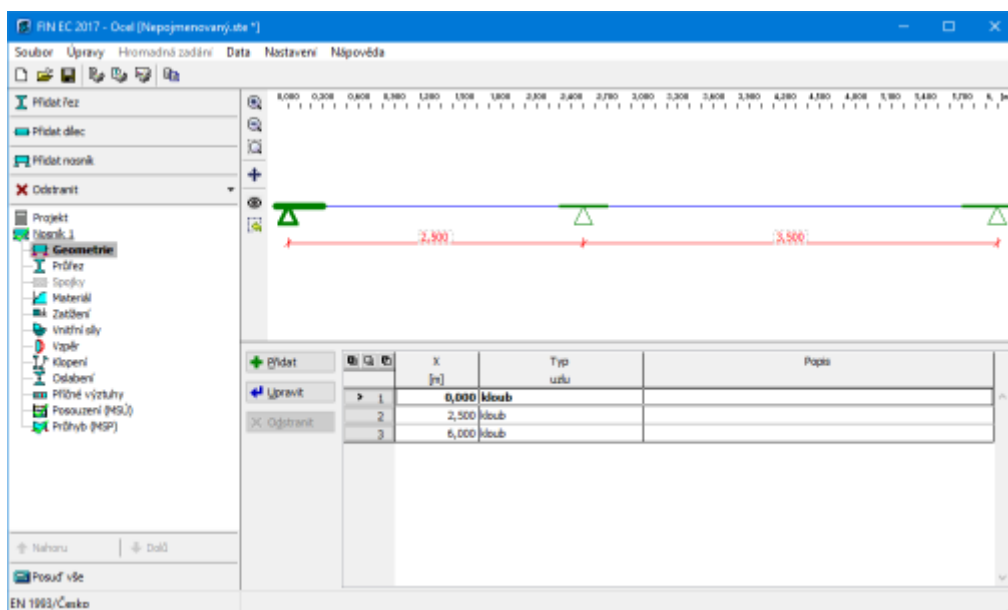 FIN EC 2017 - Ocel [Nepojmenovaný.ste *]
Soubor Úpravy Hromadná zadání Data Nastavení Nápověda
Přidat řez
Přidat dílec
Přidat nosník
Odstranit
Projekt
Nosník 1
Geometrie
Průřez
Spojky
Materiál
Zatížení
Vnitřní síly
Vzpěr
Klopení
Oslabení
Příčné výztuhy
Posouzení (MSÚ)
Průhyb (MSP)
Nahoru Dolů
Posuď vše
EN 1993/Česko
2,500 3,500
Přidat
Upravit
Odstranit
X Typ Popis
[m] uzlu
1 0,000 kloub
2 2,500 kloub
3 6,000 kloub